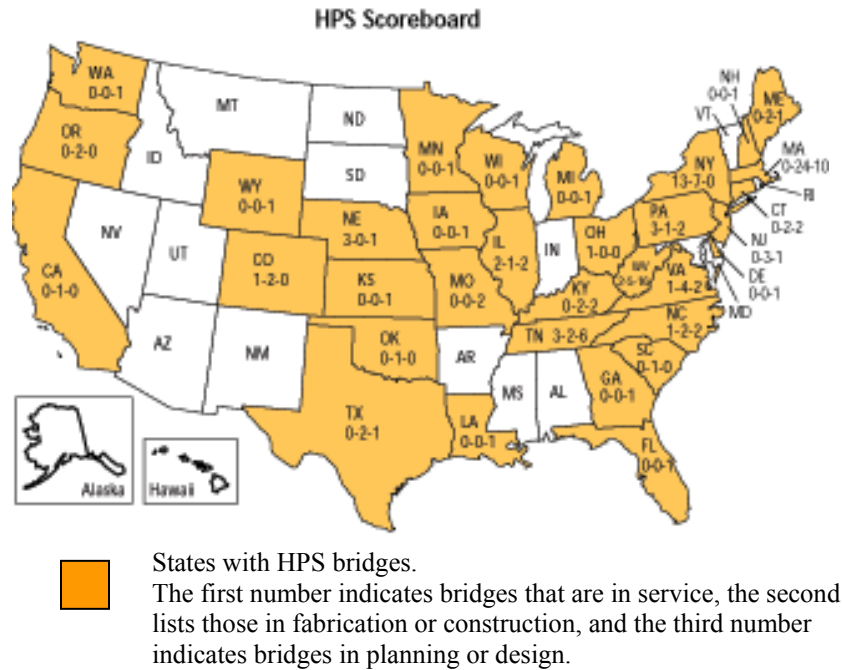 HPS Scoreboard
WA
0-0-1
MT
ND
OR
0-2-0
ID
SD
WY
0-0-1
MN
0-0-1
WI
0-0-1
MI
0-0-1
NH
0-0-1
VT
ME
0-2-1
MA
0-24-10
NY
13-7-0
RI
CT
0-2-2
NJ
0-3-1
DE
0-0-1
MD
PA
3-1-2
NV
UT
CA
0-1-0
CO
1-2-0
NE
3-0-1
IA
0-0-1
IL
2-1-2
IN
OH
1-0-0
WV
VA
1-4-2
KS
0-0-1
MO
0-0-2
KY
0-2-2
NC
1-2-2
TN 3-2-6
SC
0-1-0
AZ
NM
OK
0-1-0
AR
MS
AL
GA
0-0-1
TX
0-2-1
LA
0-0-1
FL
0-0-1
Alaska
Hawaii
States with HPS bridges.
The first number indicates bridges that are in service, the second
lists those in fabrication or construction, and the third number
indicates bridges in planning or design.